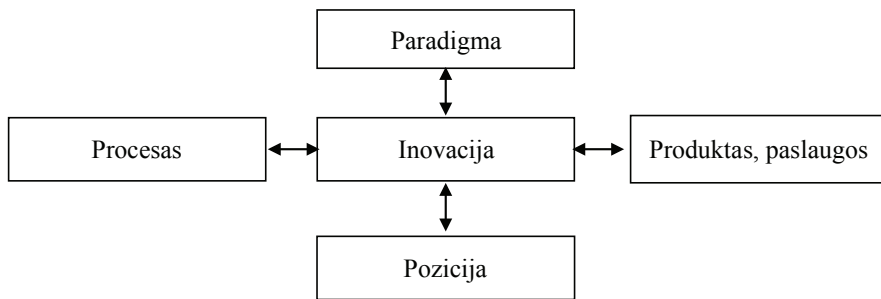 Paradigma
Procesas
Inovacija
Produktas, paslaugos
Pozicija